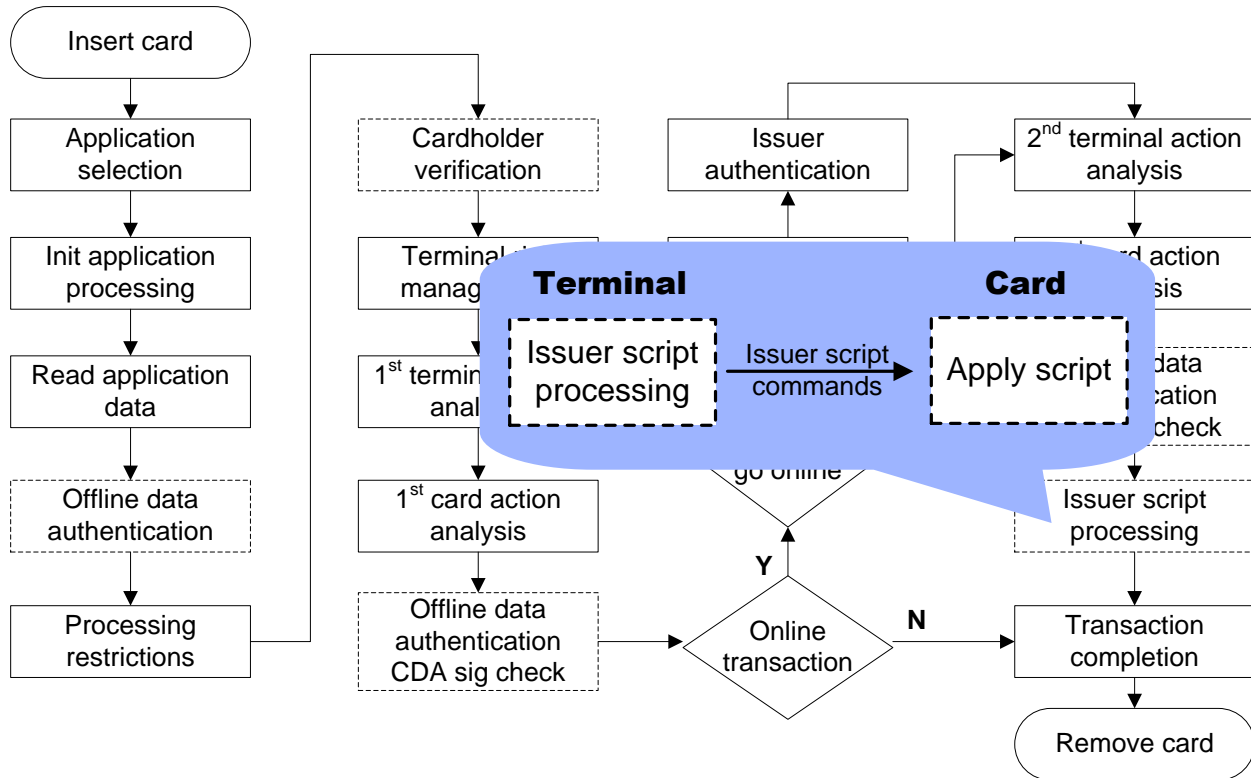 Insert card
Application
selection
Init application
processing
Read application
data
Offline data
authentication
Processing
restrictions
Cardholder
verification
Terminal
manag
1st termin
anal
1st card action
analysis
Offline data
authentication
CDA sig check
Issuer
authentication
go online
Y
Online
transaction
N
2nd terminal action
analysis
action
data
check
Issuer script
processing
Transaction
completion
Remove card
Terminal
Card
Issuer script
processing
Issuer script
commands
Apply script